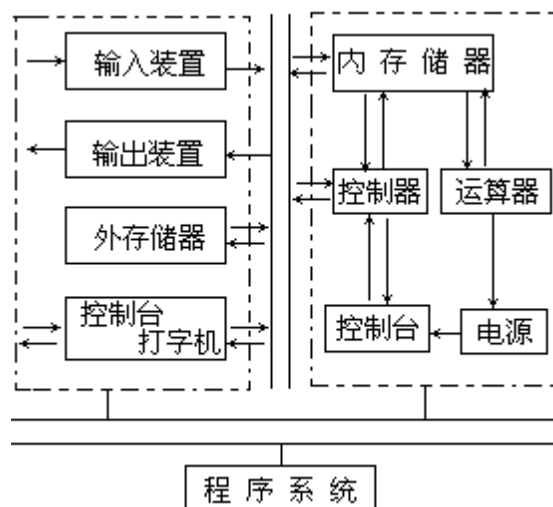 输入装置
输出装置
外存储器
控制台
打字机
内存储器
控制器
运算器
控制台
电源
程序系统